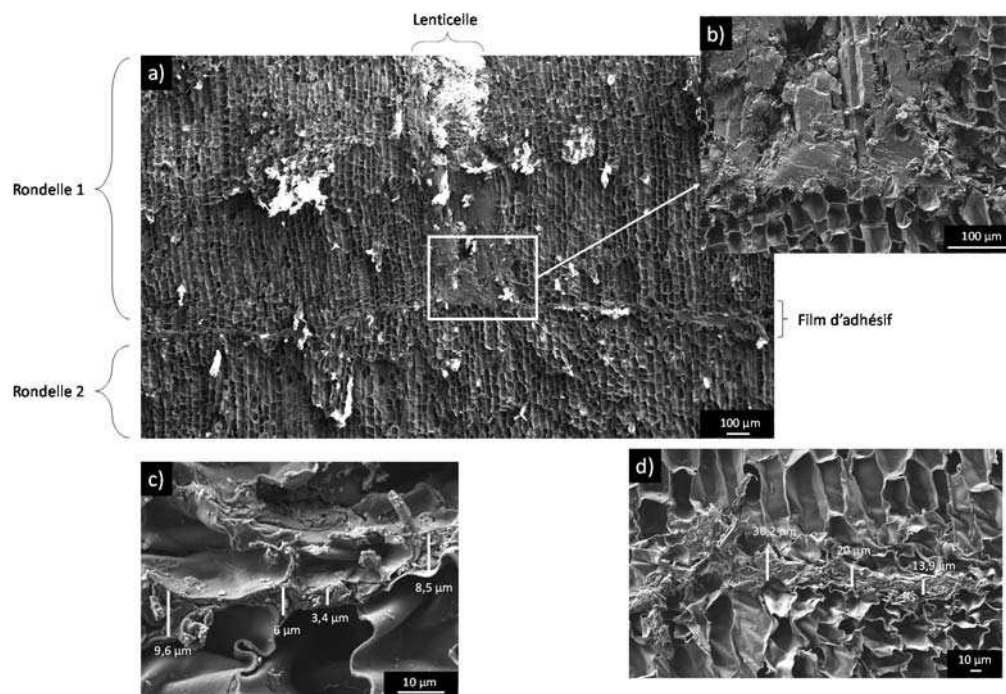 Lenticelle
a)
b)
Rondelle 1
100 µm
Film d'adhésif
Rondelle 2
100 µm
c)
8,5 µm
3,4 µm
6 µm
9,6 µm
10 µm
d)
20 µm
13,9 µm
10 µm